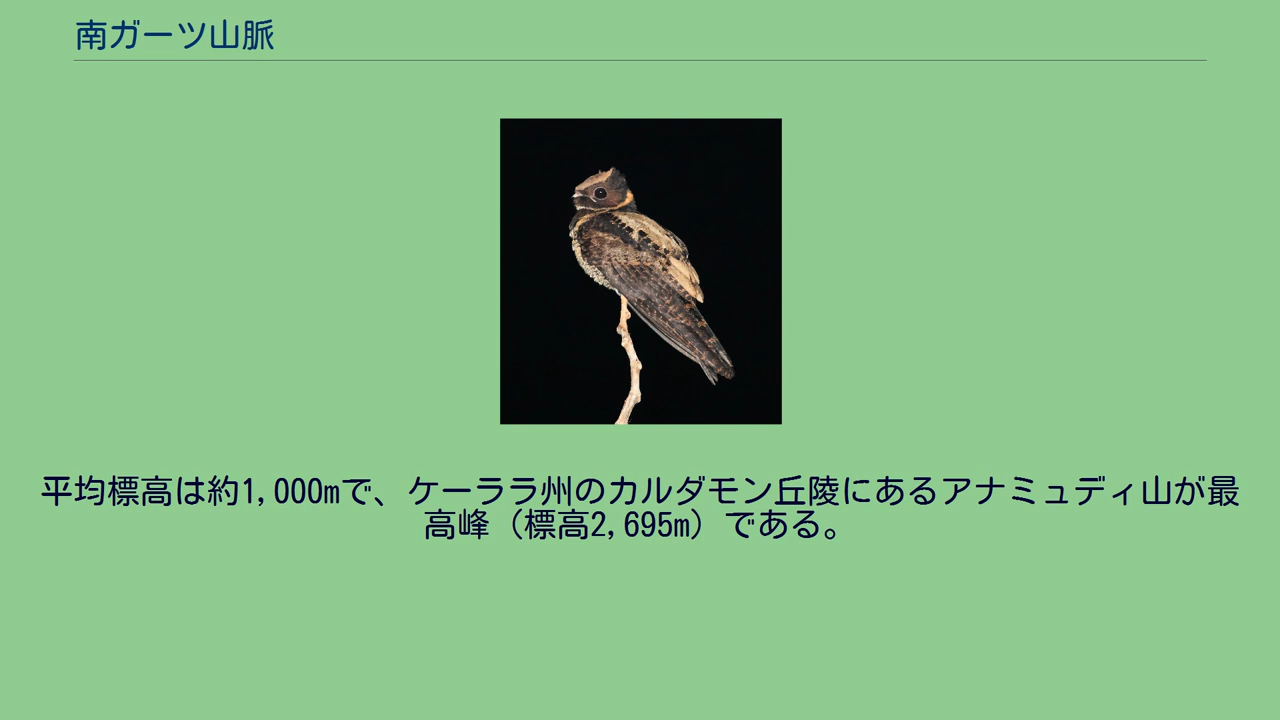 南ガーツ山脈
平均標高は約1,000mで、ケーララ州のカルダモン丘陵にあるアナミュディ山が最
高峰（標高2,695m）である。